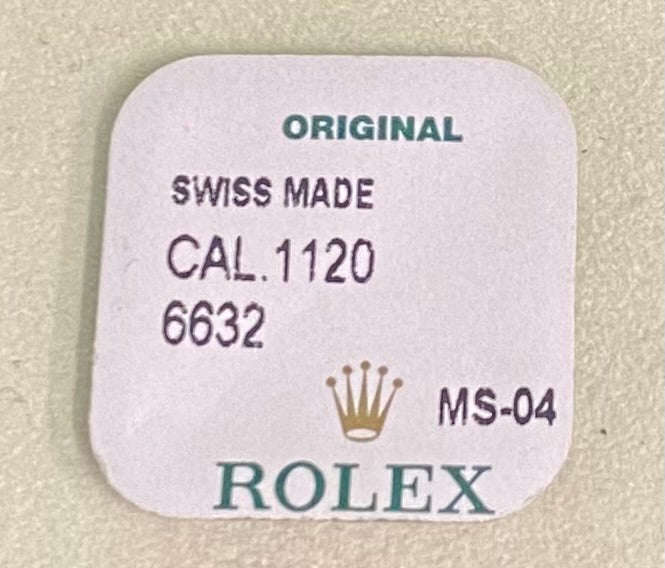 ORIGINAL
SWISS MADE
CAL.1120
6632
MS-04
ROLEX